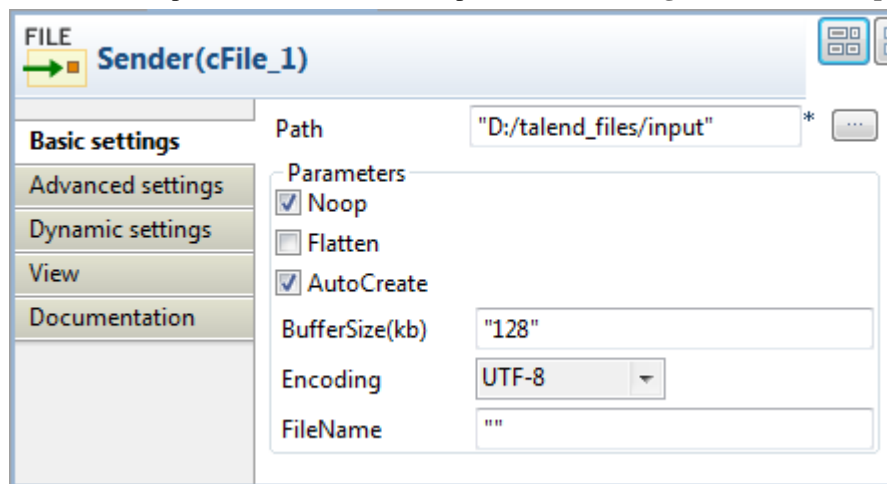 FILE
Sender(cFile_1)
Basic settings
Advanced settings
Dynamic settings
View
Documentation
Path "D:/talend_files/input" * ...
Parameters
Noop
Flatten
AutoCreate
BufferSize(kb) "128"
Encoding UTF-8
FileName ""